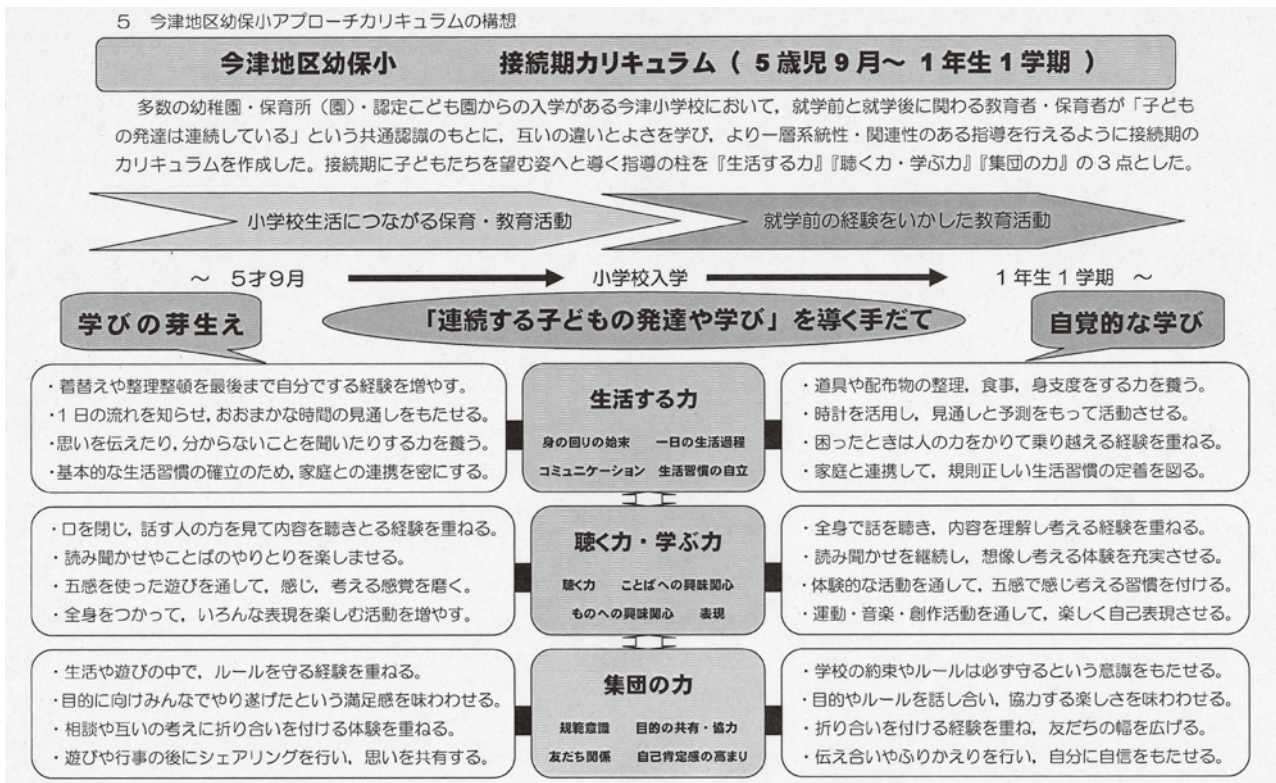 5 今津地区幼保小アプローチカリキュラムの構想
今津地区幼保小 接続期カリキュラム（ 5歳児9月～ 1年生1学期 ）
多数の幼稚園・保育所（園）・認定こども園からの入学がある今津小学校において，就学前と就学後に関わる教育者・保育者が「子ども
の発達は連続している」という共通認識のもとに，互いの違いとよさを学び，より一層系統性・関連性のある指導を行えるように接続期の
カリキュラムを作成した。接続期に子どもたちを望む姿へと導く指導の柱を『生活する力』『聴く力・学ぶ力』『集団の力』の3点とした。
小学校生活につながる保育・教育活動
就学前の経験をいかした教育活動
～ 5才9月
小学校入学
1年生1学期 ～
学びの芽生え
「連続する子どもの発達や学び」を導く手だて
自覚的な学び
・着替えや整理整頓を最後まで自分でする経験を増やす。
・1日の流れを知らせ，おおまかな時間の見通しをもたせる。
・思いを伝えたり，分からないことを聞いたりする力を養う。
・基本的な生活習慣の確立のため，家庭との連携を密にする。
生活する力
身の回りの始末 一日の生活過程
コミュニケーション 生活習慣の自立
・道具や配布物の整理，食事，身支度をする力を養う。
・時計を活用し，見通しと予測をもって活動させる。
・困ったときは人の力をかりて乗り越える経験を重ねる。
・家庭と連携して，規則正しい生活習慣の定着を図る。
・口を閉じ，話す人の方を見て内容を聴きとる経験を重ねる。
・読み聞かせやことばのやりとりを楽しませる。
・五感を使った遊びを通して，感じ，考える感覚を磨く。
・全身をつかって，いろんな表現を楽しむ活動を増やす。
聴く力・学ぶ力
聴く力 ことばへの興味関心
ものへの興味関心 表現
・全身で話を聴き，内容を理解し考える経験を重ねる。
・読み聞かせを継続し，想像し考える体験を充実させる。
・体験的な活動を通して，五感で感じ考える習慣を付ける。
・運動・音楽・創作活動を通して，楽しく自己表現させる。
・生活や遊びの中で，ルールを守る経験を重ねる。
・目的に向けみんなでやり遂げたという満足感を味わわせる。
・相談や互いの考えに折り合いを付ける体験を重ねる。
・遊びや行事の後にシェアリングを行い，思いを共有する。
集団の力
規範意識 目的の共有・協力
友だち関係 自己肯定感の高まり
・学校の約束やルールは必ず守るという意識をもたせる。
・目的やルールを話し合い，協力する楽しさを味わわせる。
・折り合いを付ける経験を重ね，友だちの幅を広げる。
・伝え合いやふりかえりを行い，自分に自信をもたせる。